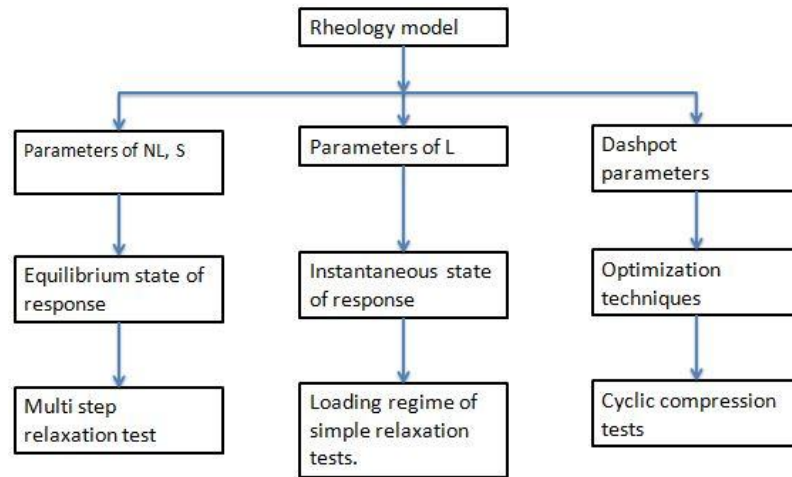 Rheology model
Parameters of NL, S
Parameters of L
Dashpot
parameters
Equilibrium state of
response
Instantaneous state
of response
Optimization
techniques
Multi step
relaxation test
Loading regime of
simple relaxation
tests.
Cyclic compression
tests